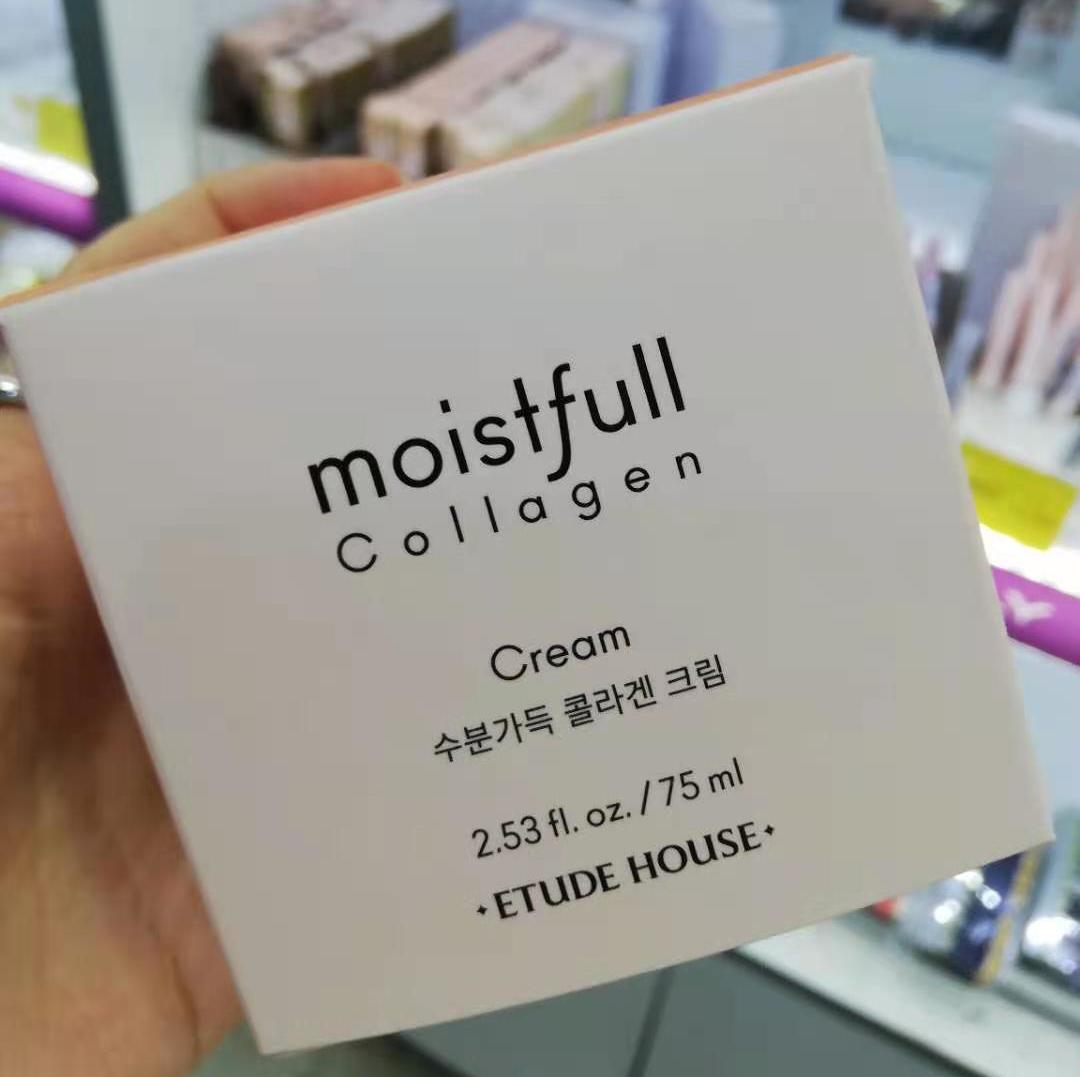 moistfull
Collagen
Cream
수분가득 콜라겐 크림
2.53 fl. oz. / 75 ml
ETUDE HOUSE